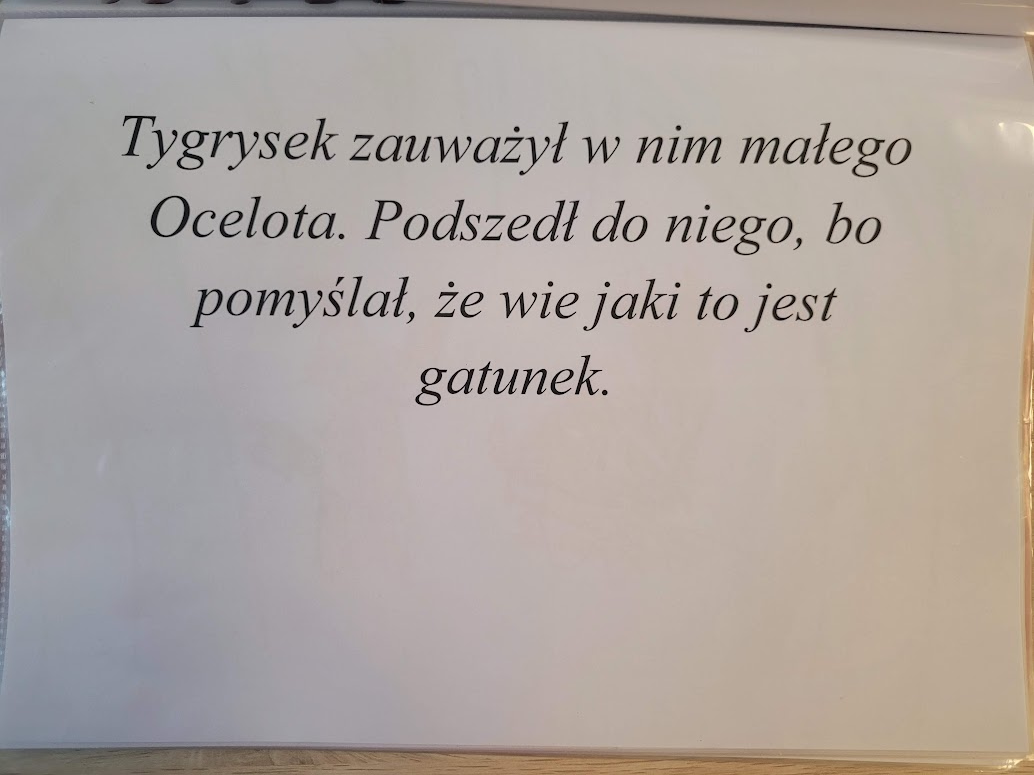 Tygrysek zauważył w nim małego
Ocelota. Podszedł do niego, bo
pomyślał, że wie jaki to jest
gatunek.